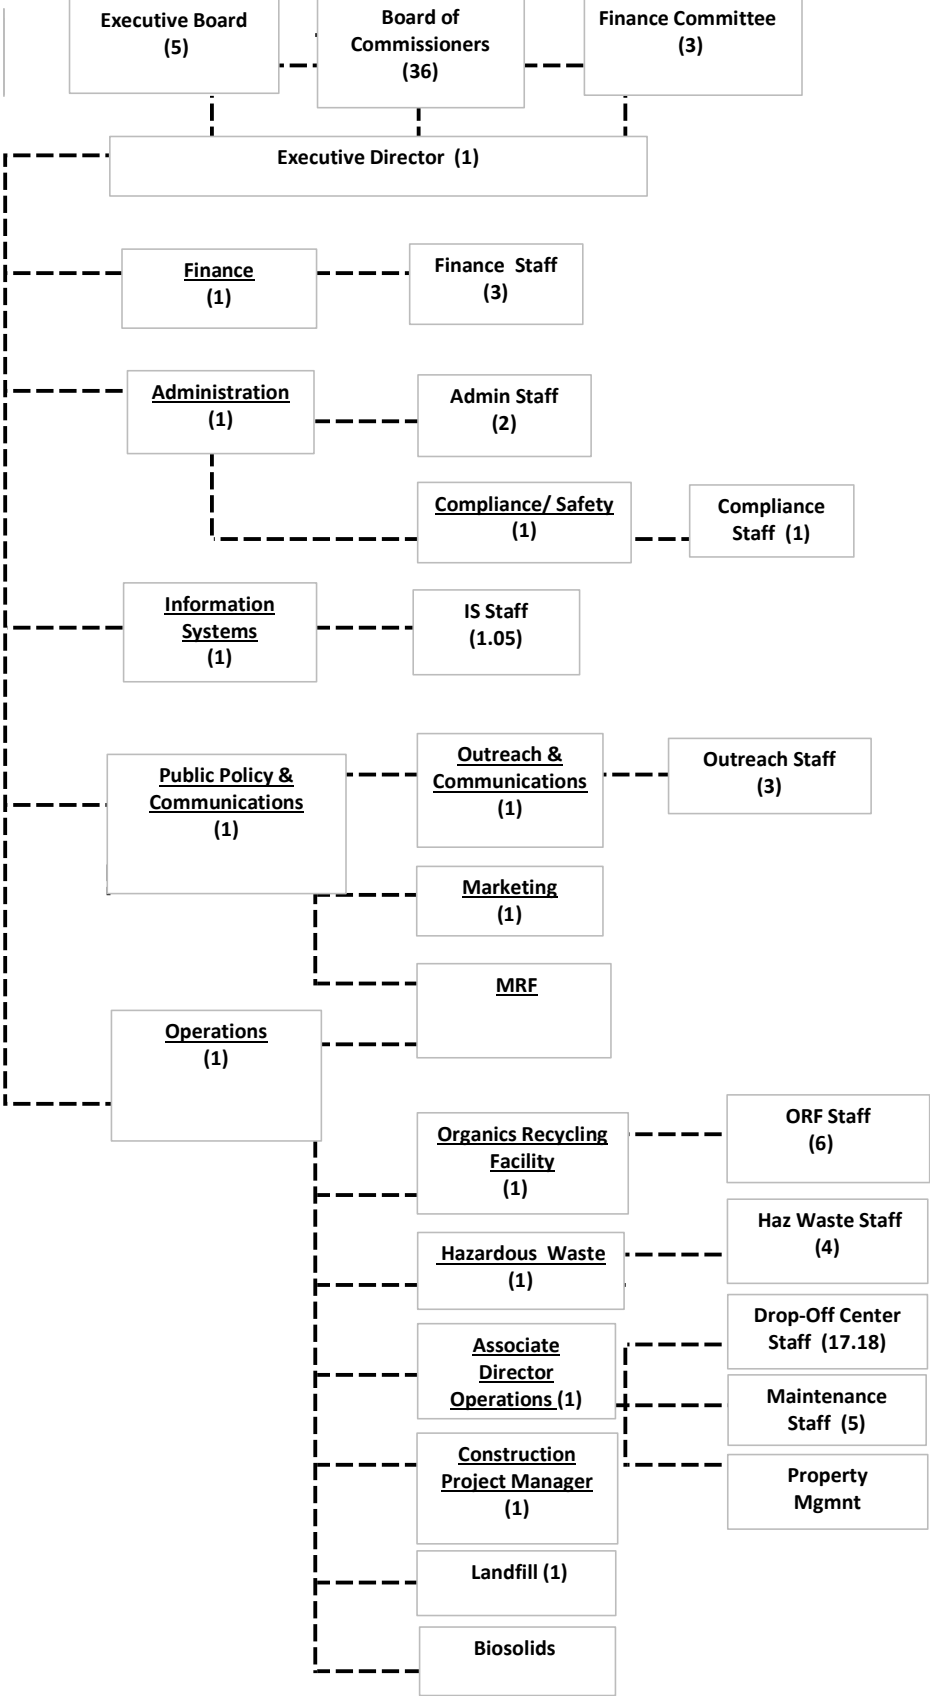 Executive Board
(5)
Board of
Commissioners
(36)
Finance Committee
(3)
Executive Director (1)
Finance
(1)
Finance Staff
(3)
Administration
(1)
Admin Staff
(2)
Compliance/ Safety
(1)
Compliance
Staff (1)
Information
Systems
(1)
IS Staff
(1.05)
Public Policy &
Communications
(1)
Outreach &
Communications
(1)
Outreach Staff
(3)
Marketing
(1)
MRF
Operations
(1)
Organics Recycling
Facility
(1)
ORF Staff
(6)
Hazardous Waste
(1)
Haz Waste Staff
(4)
Associate
Director
Operations (1)
Drop-Off Center
Staff (17.18)
Maintenance
Staff (5)
Construction
Project Manager
(1)
Property
Mgmnt
Landfill (1)
Biosolids